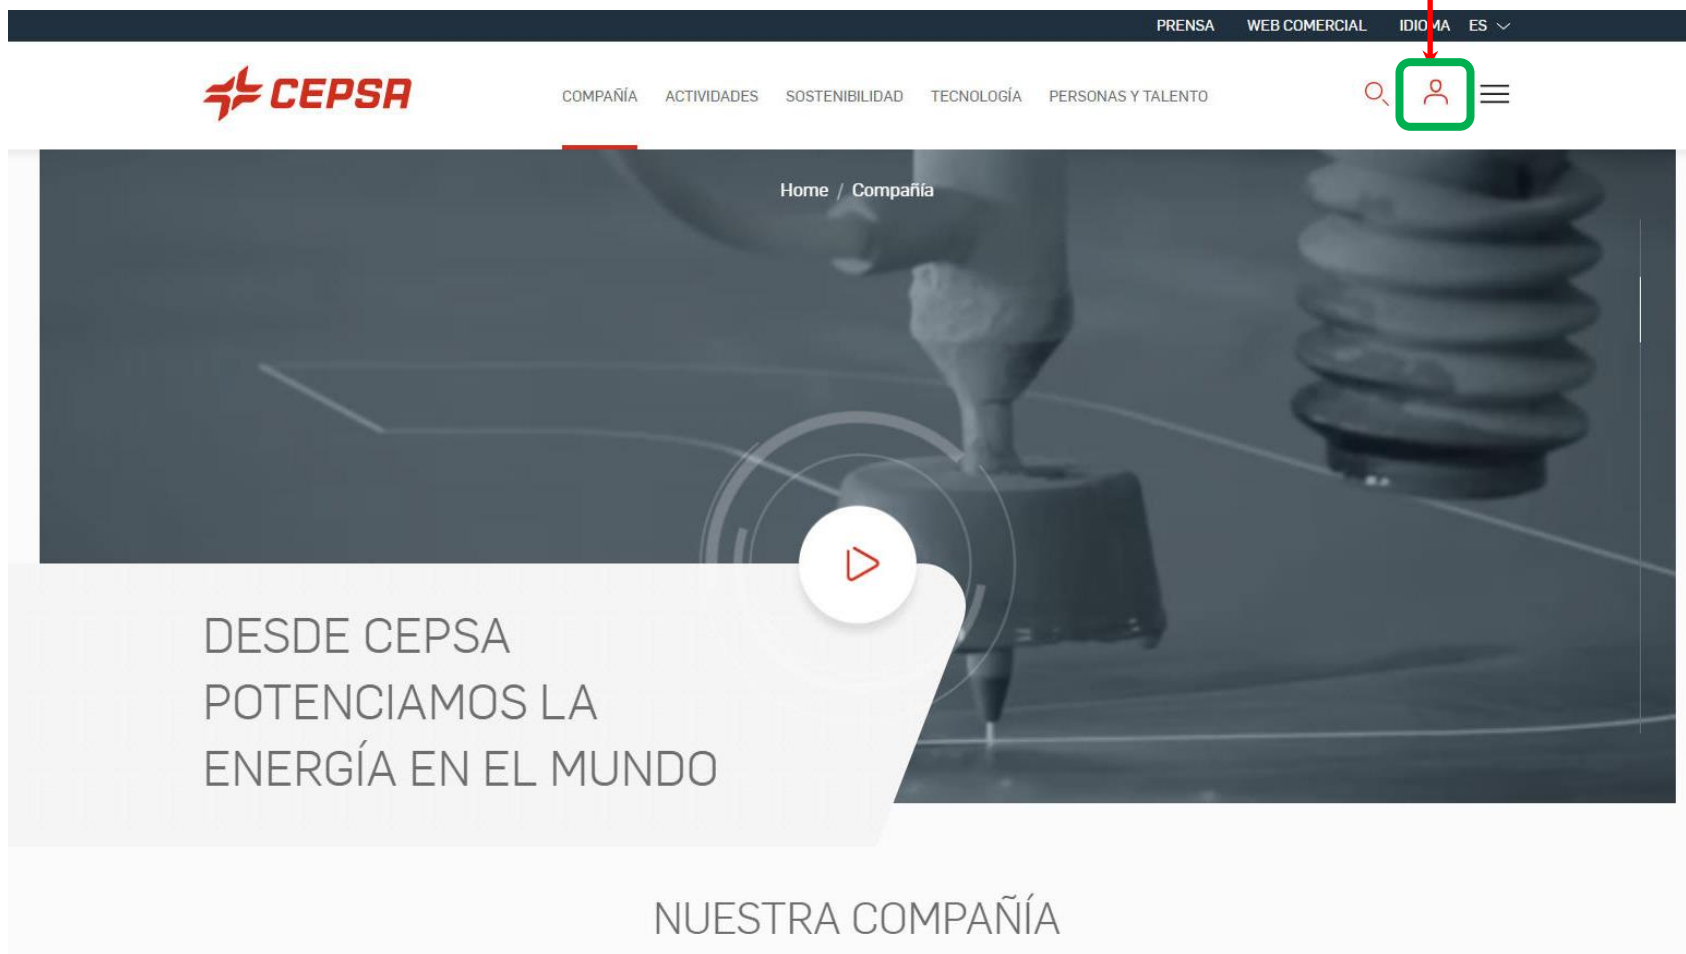 PRENSA WEB COMERCIAL IDIOMA ES
CEPSA
COMPAÑÍA ACTIVIDADES SOSTENIBILIDAD TECNOLOGÍA PERSONAS Y TALENTO
Home / Compañía
DESDE CEPSA
POTENCIAMOS LA
ENERGÍA EN EL MUNDO
NUESTRA COMPAÑÍA